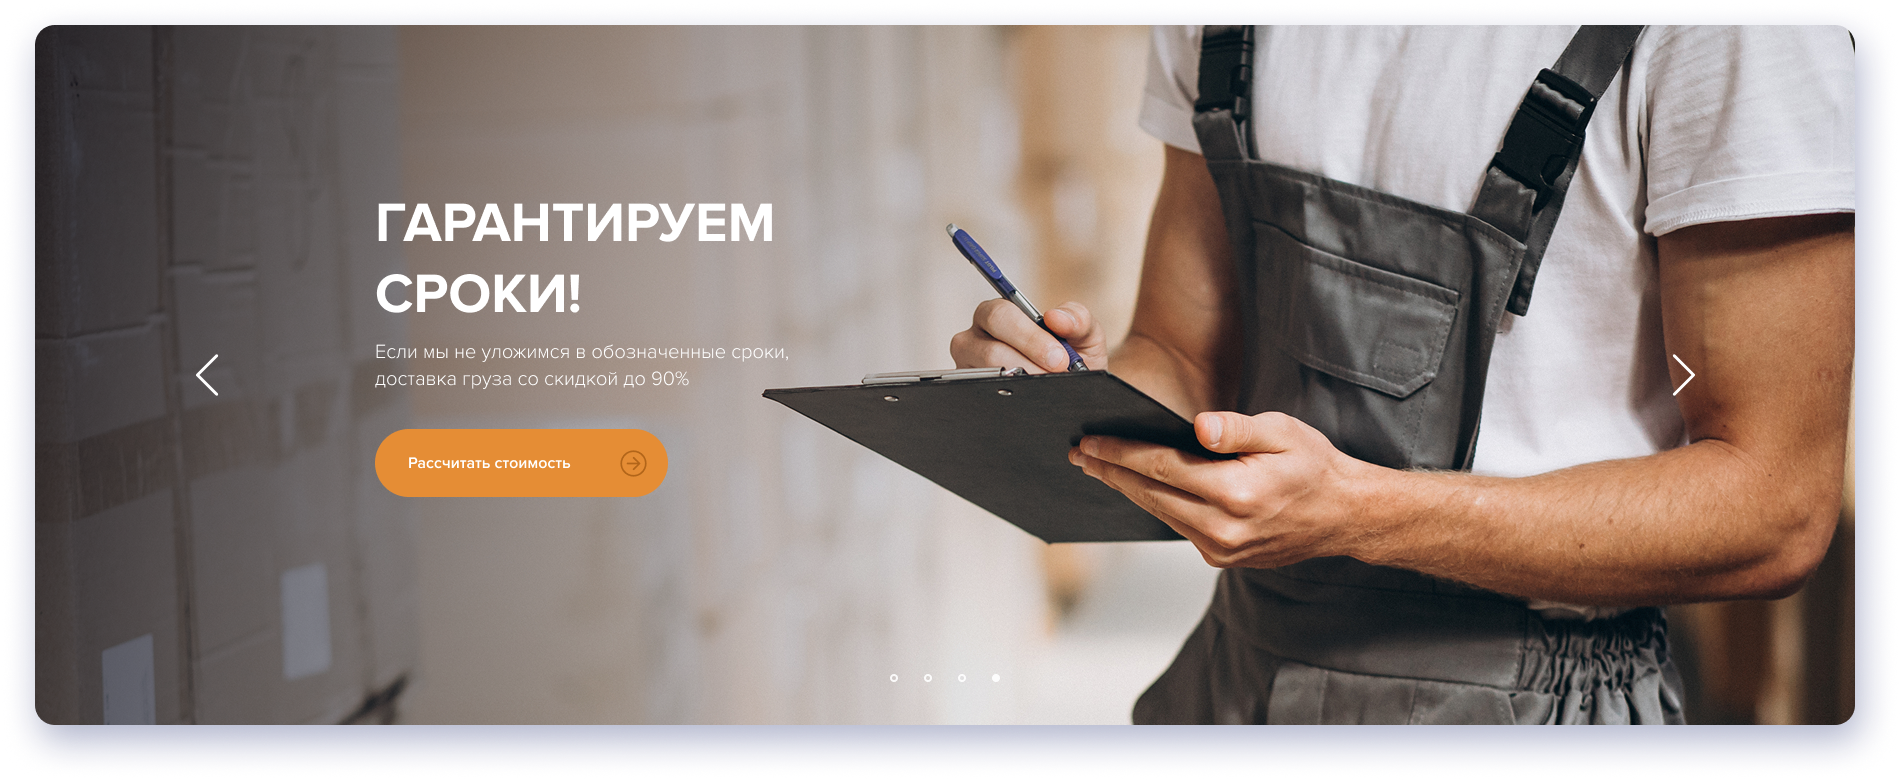 ГАРАНТИРУЕМ
СРОКИ!
Если мы не уложимся в обозначенные сроки,
доставка груза со скидкой до 90%
Рассчитать стоимость